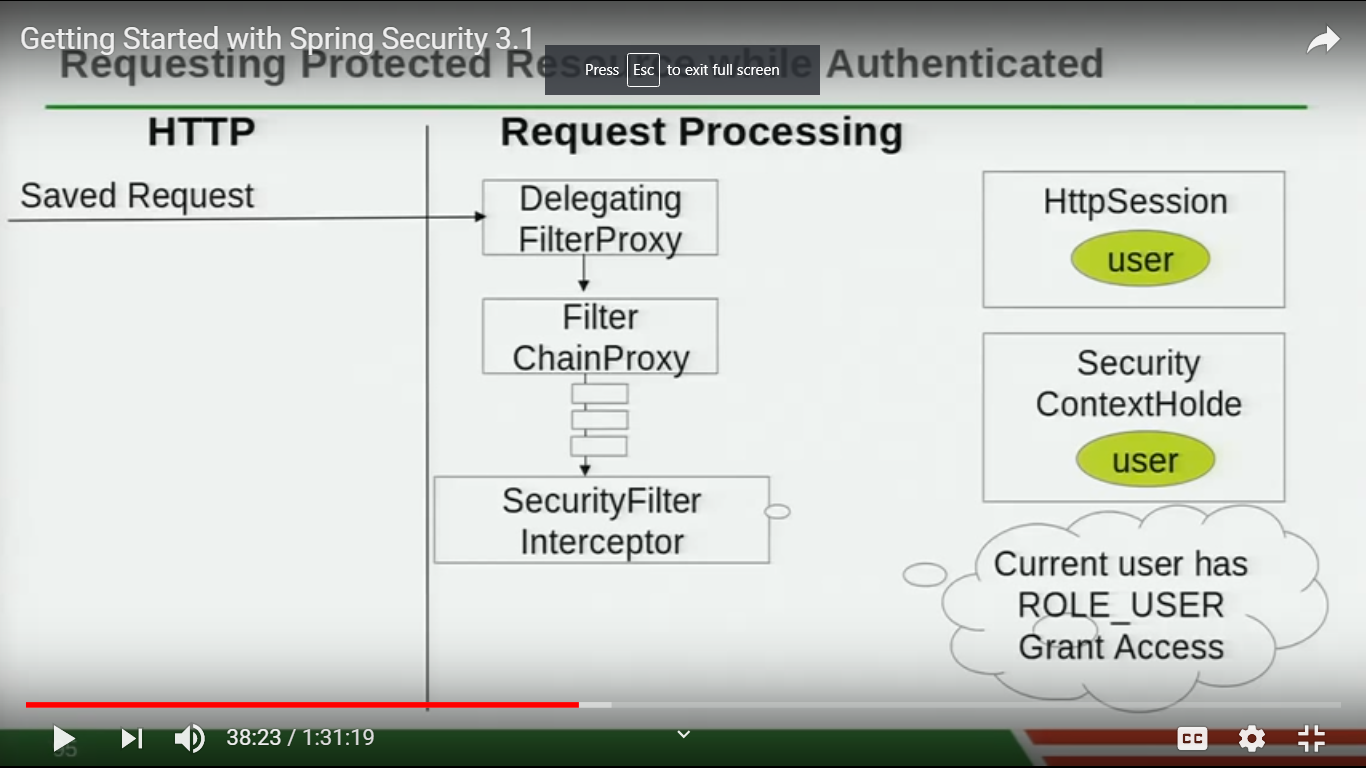 Getting Started with Spring Security 3.1
Requesting Protected Resource while Authenticated
Press Esc to exit full screen
HTTP
Request Processing
Saved Request
Delegating
FilterProxy
Filter
ChainProxy
SecurityFilter
Interceptor
HttpSession
user
Security
ContextHolde
user
Current user has
ROLE_USER
Grant Access
38:23 / 1:31:19
CC